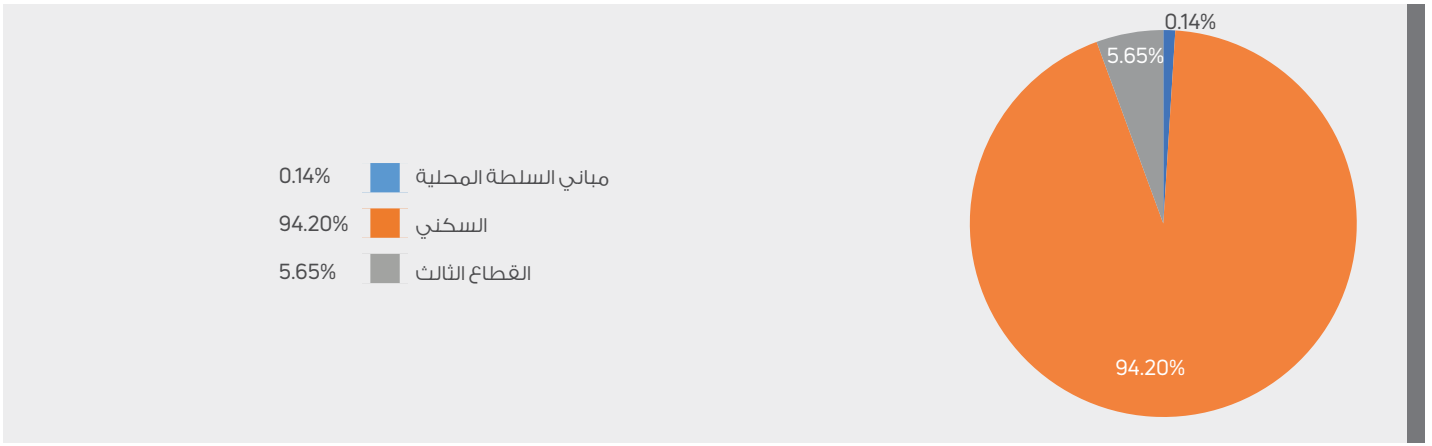 0.14%
5.65%
94.20%
مباني السلطة المحلية 0.14%
السكني 94.20%
القطاع الثالث 5.65%